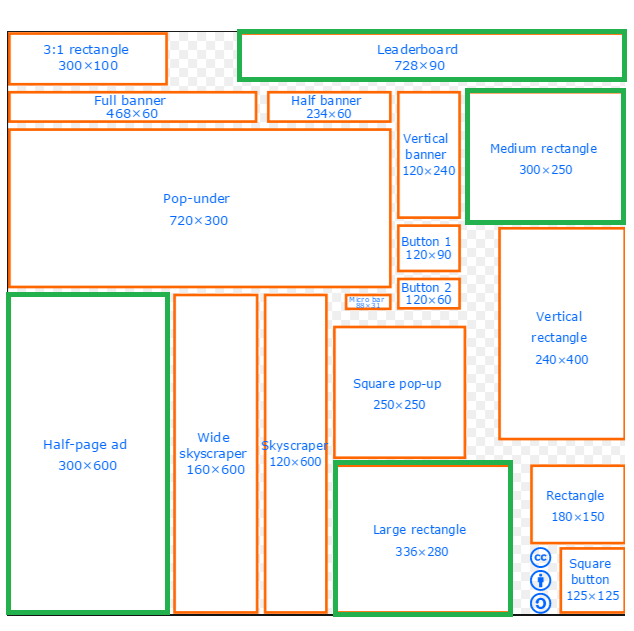 3:1 rectangle
300×100
Leaderboard
728×90
Full banner
468×60
Half banner
234×60
Vertical
banner
120×240
Medium rectangle
300×250
Pop-under
720×300
Button 1
120×90
Button 2
120×60
Micro bar
88×31
Vertical
rectangle
240×400
Half-page ad
300×600
Wide
skyscraper
160×600
Skyscraper
120×600
Square pop-up
250×250
Large rectangle
336×280
Rectangle
180×150
cc
Square
button
125×125